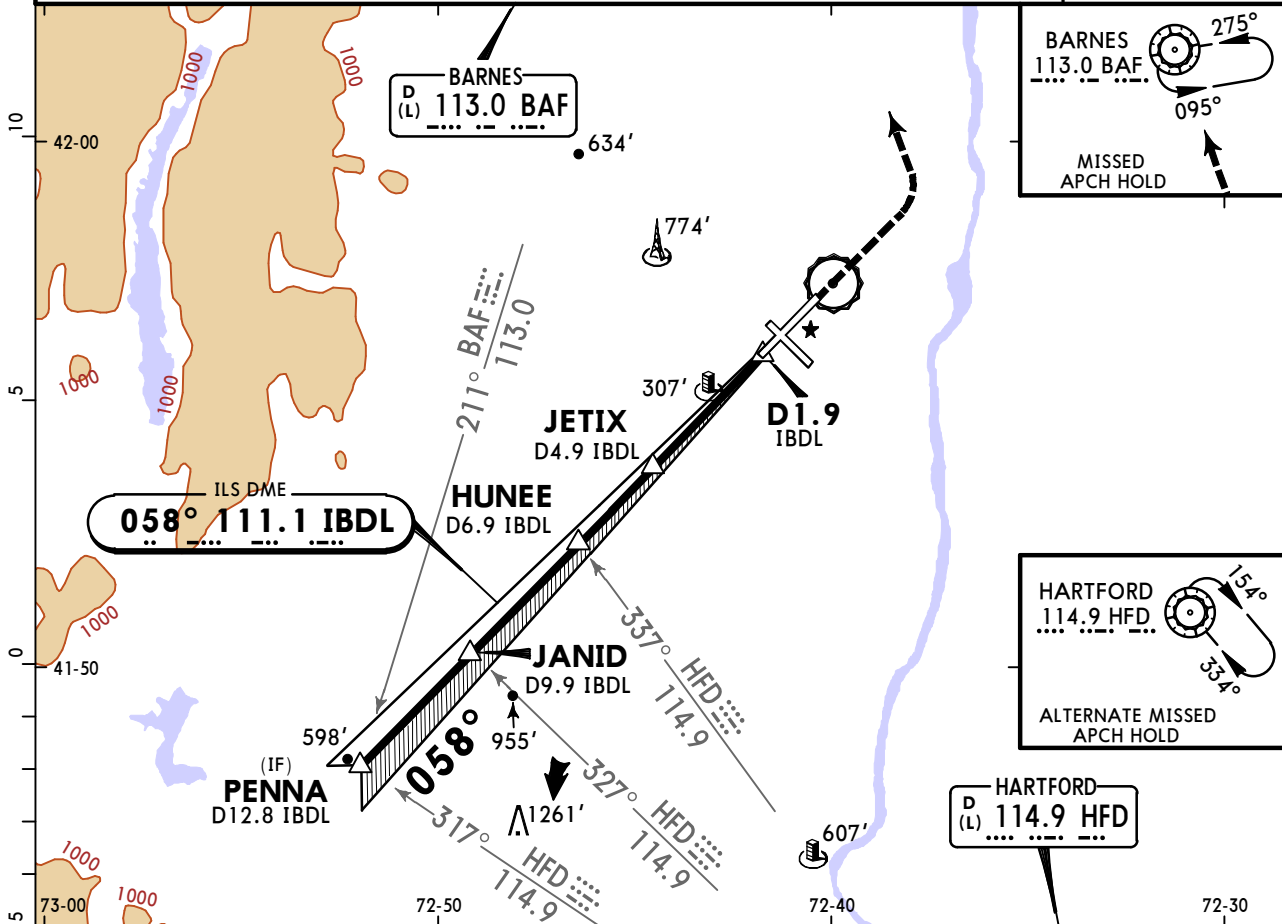 BARNES
D
(L) 113.0 BAF
BARNES
113.0 BAF
275°
095°
MISSED
APCH HOLD
1000
1000
10
42-00
634'
774'
211° BAF
113.0
1000
1000
5
307'
D1.9
IBDL
JETIX
D4.9 IBDL
HUNEE
D6.9 IBDL
ILS DME
058° 111.1 IBDL
1000
337° HFD
114.9
HARTFORD
114.9 HFD
154°
334°
ALTERNATE MISSED
APCH HOLD
0
41-50
JANID
D9.9 IBDL
955'
598'
(IF)
PENNA
D12.8 IBDL
058°
327° HFD
114.9
1261'
317° HFD
114.9
607'
HARTFORD
D
(L) 114.9 HFD
1000
1000
5
73-00
72-50
72-40
72-30